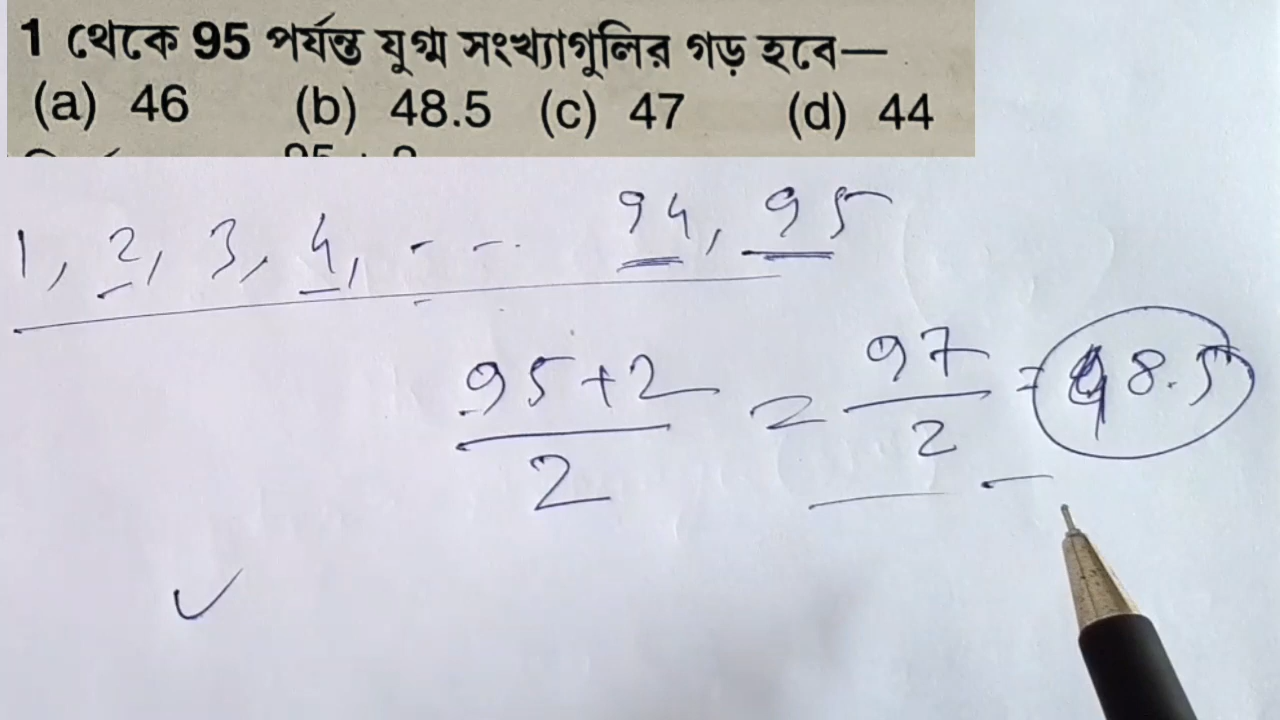 1 থেকে 95 পর্যন্ত যুগ্ম সংখ্যাগুলির গড় হবে—
(a) 46 (b) 48.5 (c) 47 (d) 44
1, 2, 3, 4, - - 94, 95
95+2/2 = 97/2 = 48.5